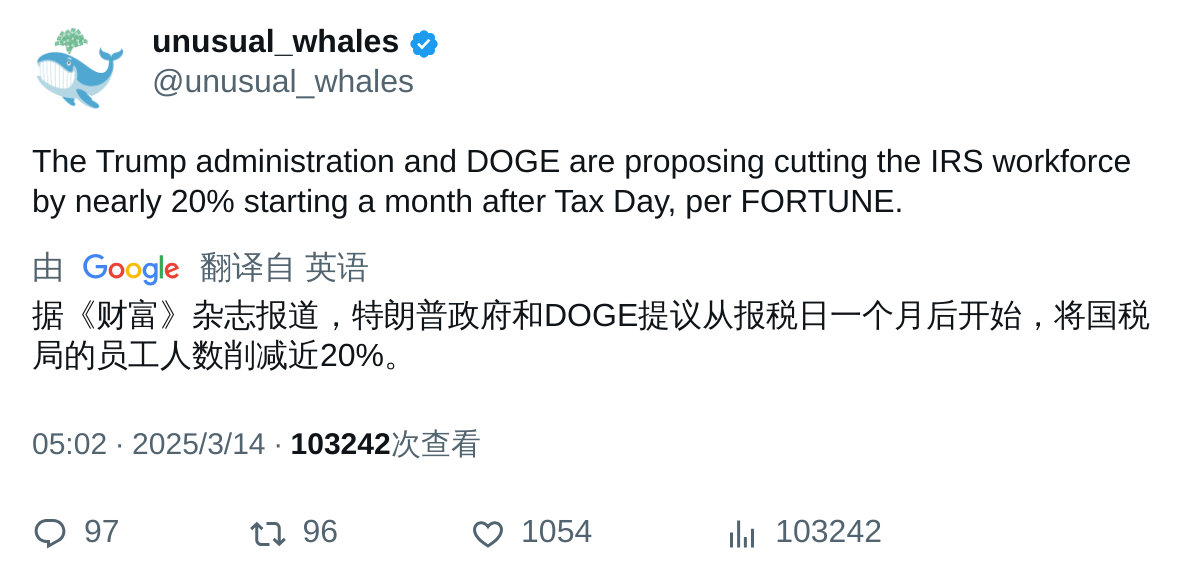 unusual_whales
@unusual_whales
The Trump administration and DOGE are proposing cutting the IRS workforce
by nearly 20% starting a month after Tax Day, per FORTUNE.
由 Google 翻译自 英语
据《财富》杂志报道，特朗普政府和DOGE提议从报税日一个月后开始，将国税
局的员工人数削减近20%。
05:02 · 2025/3/14 · 103242次查看
97 96 1054 103242